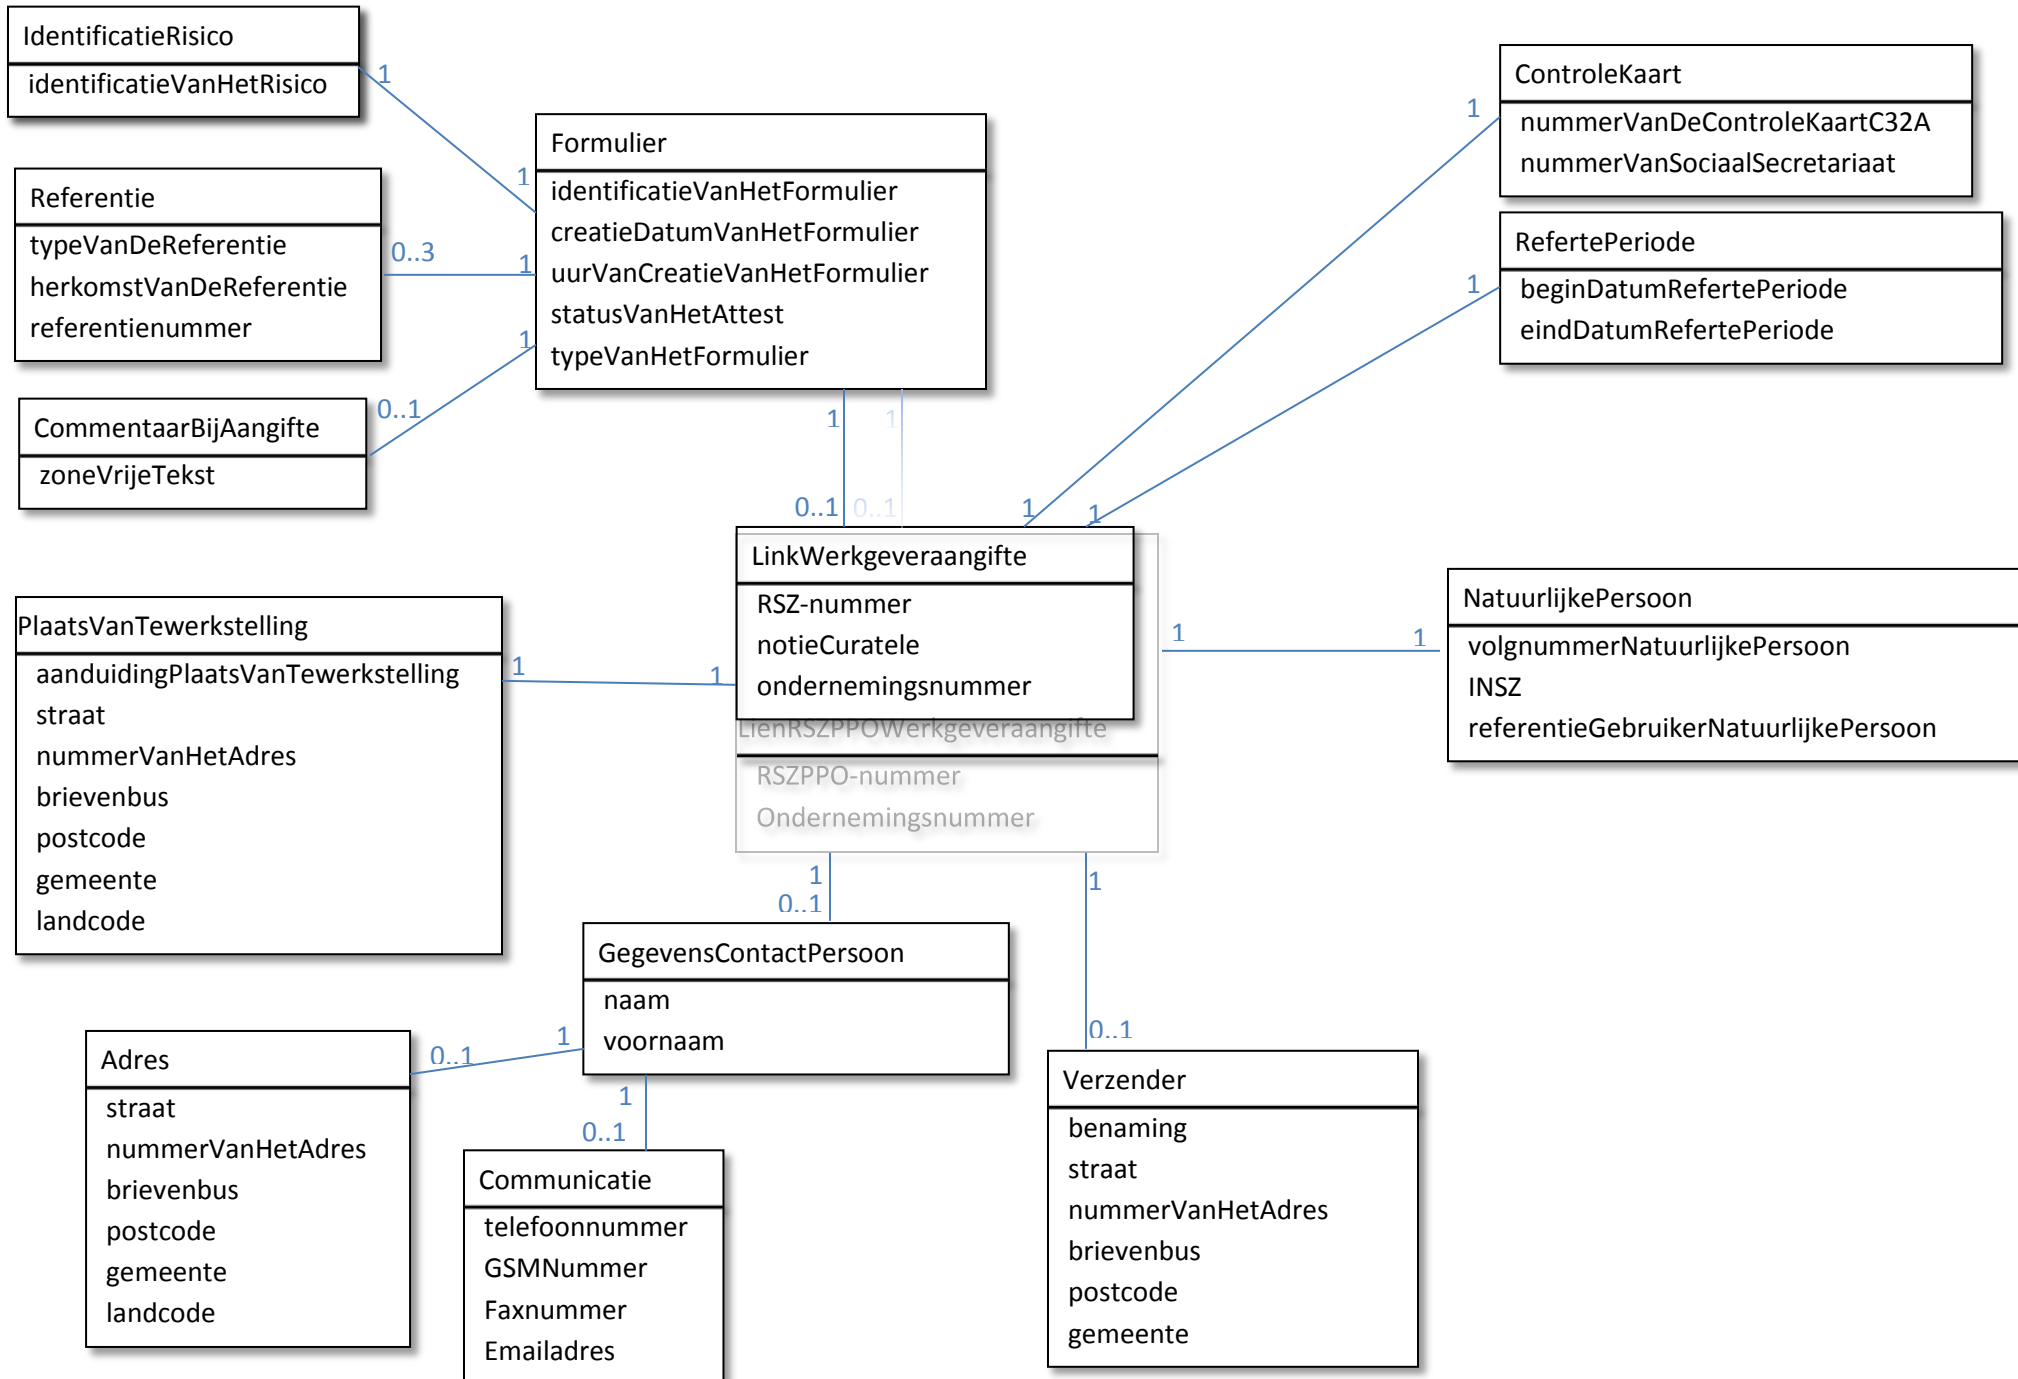 IdentificatieRisico
identificatieVanHetRisico
1
1
Referentie
typeVanDeReferentie
herkomstVanDeReferentie
referentienummer
0..3
1
CommentaarBijAangifte
zoneVrijeTekst
0..1
1
Formulier
identificatieVanHetFormulier
creatieDatumVanHetFormulier
uurVanCreatieVanHetFormulier
statusVanHetAttest
typeVanHetFormulier
1
1
0..1
0..1
ControleKaart
nummerVanDeControleKaartC32A
nummerVanSociaalSecretariaat
1
1
RefertePeriode
beginDatumRefertePeriode
eindDatumRefertePeriode
1
1
LinkWerkgeveraangifte
RSZ-nummer
notieCuratele
ondernemingsnummer
LienRSZPPOWerkgeveraangifte
RSZPPO-nummer
Ondernemingsnummer
NatuurlijkePersoon
volgnummerNatuurlijkePersoon
INSZ
referentieGebruikerNatuurlijkePersoon
1
1
PlaatsVanTewerkstelling
aanduidingPlaatsVanTewerkstelling
straat
nummerVanHetAdres
brievenbus
postcode
gemeente
landcode
1
1
1
0..1
GegevensContactPersoon
naam
voornaam
1
0..1
Adres
straat
nummerVanHetAdres
brievenbus
postcode
gemeente
landcode
0..1
1
1
0..1
Communicatie
telefoonnummer
GSMNummer
Faxnummer
Emailadres
Verzender
benaming
straat
nummerVanHetAdres
brievenbus
postcode
gemeente